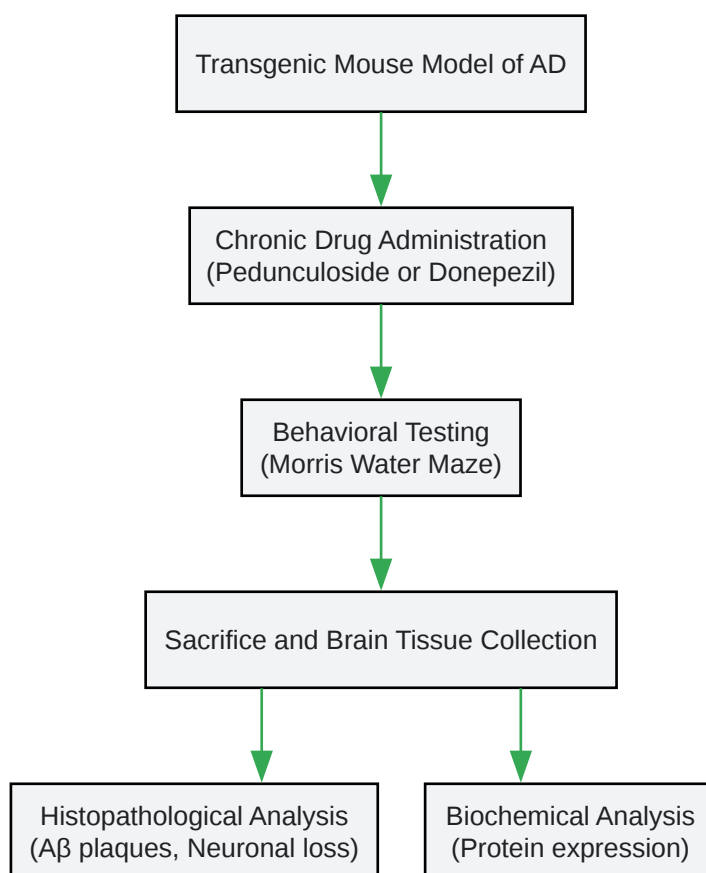 Transgenic Mouse Model of AD
Chronic Drug Administration
(Pedunculoside or Donepezil)
Behavioral Testing
(Morris Water Maze)
Sacrifice and Brain Tissue Collection
Histopathological Analysis
(Aβ plaques, Neuronal loss)
Biochemical Analysis
(Protein expression)